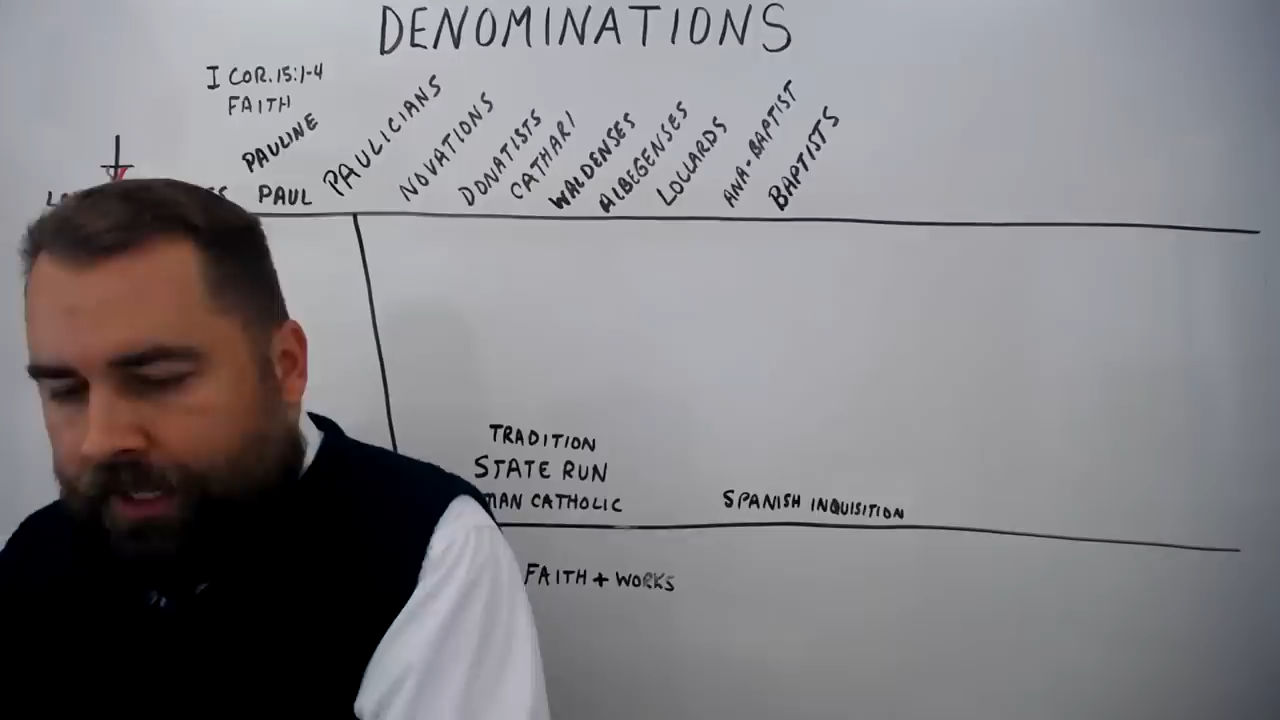 DENOMINATIONS
I COR. 15:1-4
FAITH
PAULINE
PAUL
PAULICIANS
NOVATIONS
DONATISTS
CATHARI
WALDENSES
ALBEGENSES
LOLLARDS
ANA-BAPTIST
BAPTISTS
TRADITION
STATE RUN
CATHOLIC
SPANISH INQUISITION
FAITH + WORKS